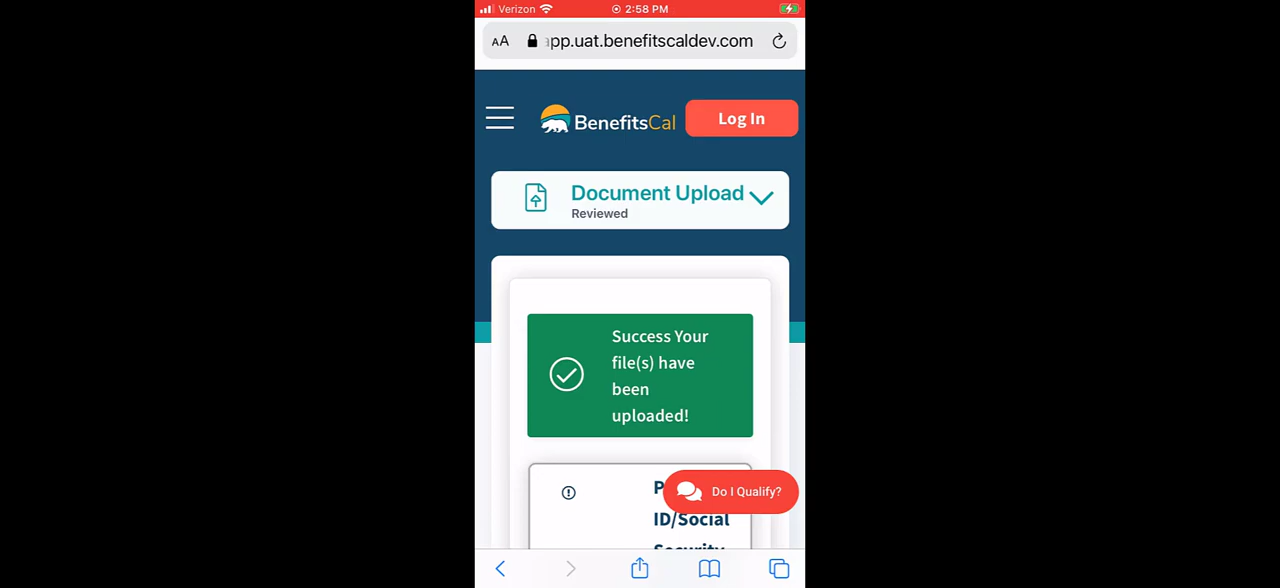 Verizon 2:58 PM
AA pp.uat.benefitscaldev.com
BenefitsCal Log In
Document Upload
Reviewed
Success Your
file(s) have
been
uploaded!
Do I Qualify?
ID/Social
Security